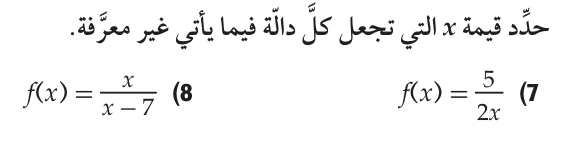 حدِّد قيمة x التي تجعل كلَّ دالّة فيما يأتي غير معرَّفة.
(7 f(x) = 5/2x (8 f(x) = x/x − 7